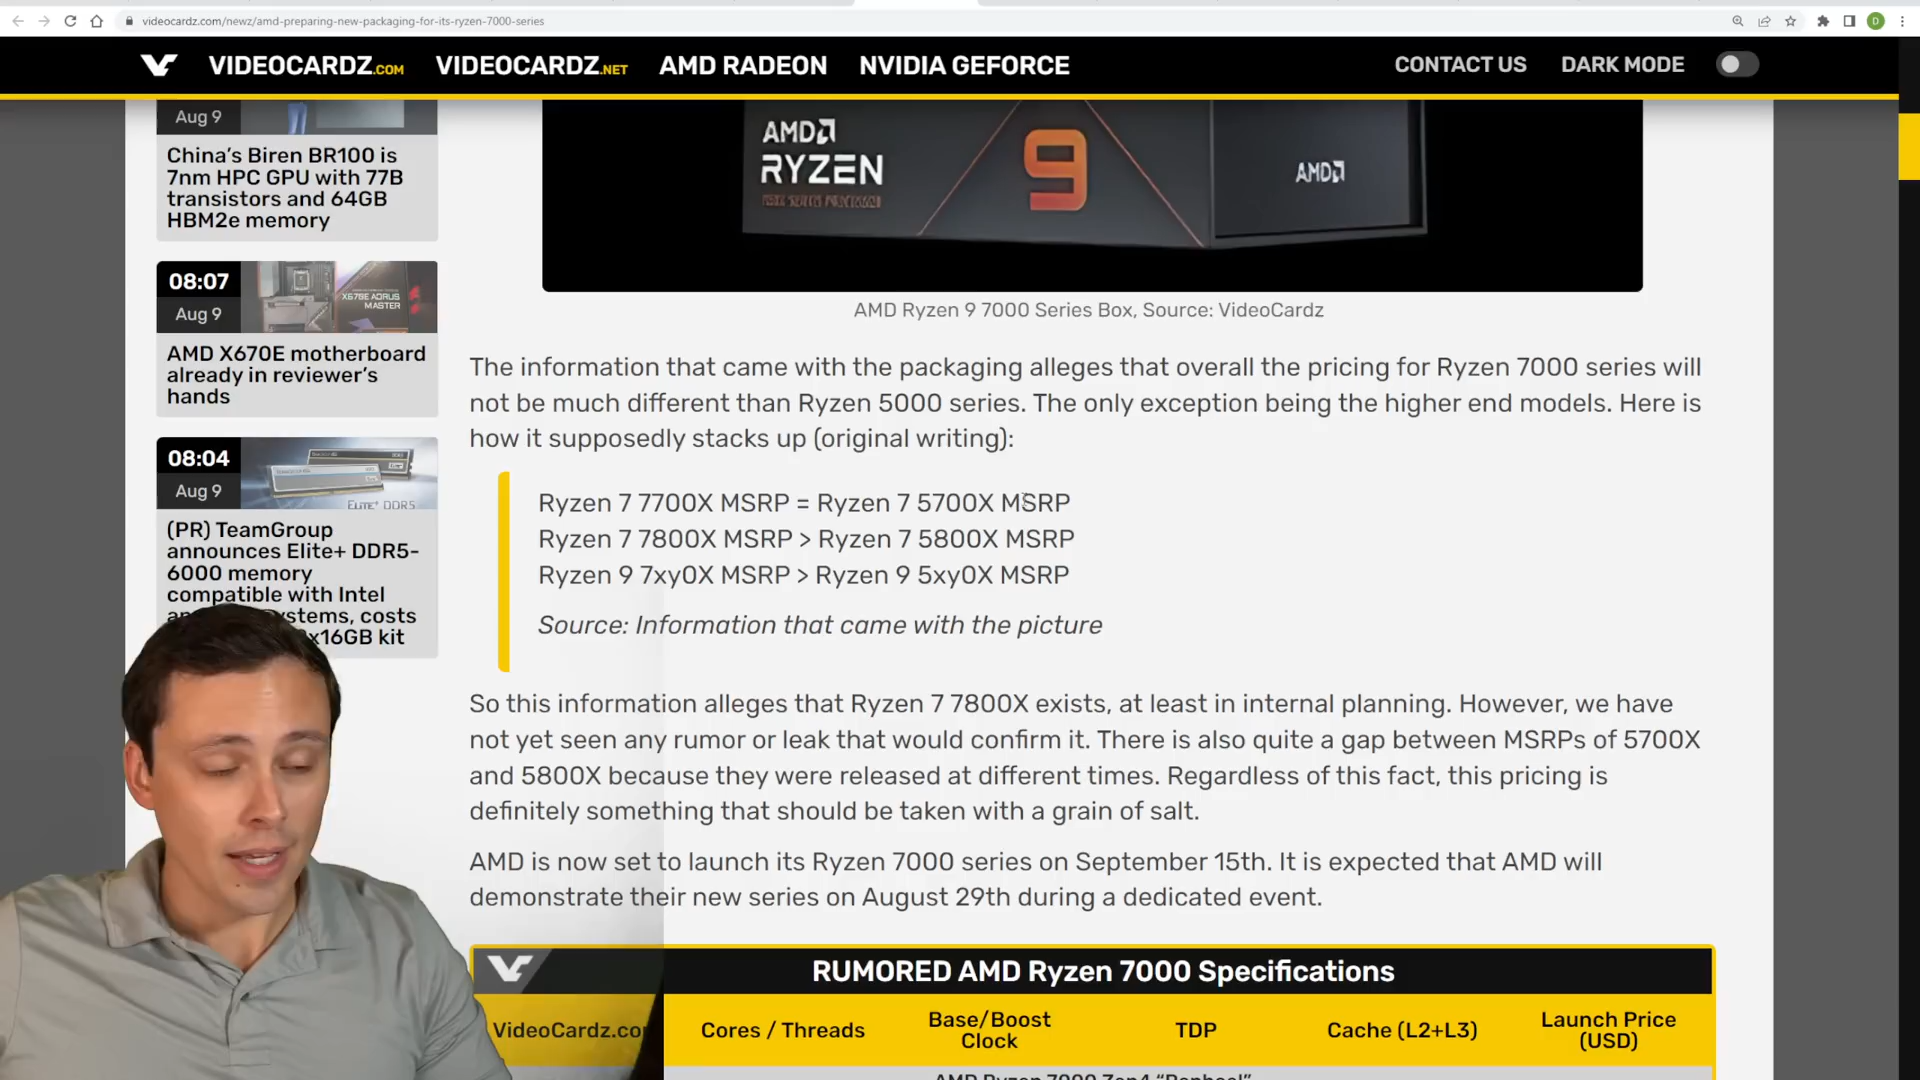 videocardz.com/newz/amd-preparing-new-packaging-for-its-ryzen-7000-series
D
VIDEOCARDZ.COM VIDEOCARDZ.NET AMD RADEON NVIDIA GEFORCE CONTACT US DARK MODE
Aug 9
China's Biren BR100 is
7nm HPC GPU with 77B
transistors and 64GB
HBM2e memory
08:07
Aug 9
X670E AORUS
MASTER
AMD X670E motherboard
already in reviewer's
hands
08:04
Aug 9
ELITE+ DDR5
(PR) TeamGroup
announces Elite+ DDR5-
6000 memory
compatible with Intel
x16GB kit
costs
AMD
RYZEN
9
AMD
AMD Ryzen 9 7000 Series Box, Source: VideoCardz
The information that came with the packaging alleges that overall the pricing for Ryzen 7000 series will
not be much different than Ryzen 5000 series. The only exception being the higher end models. Here is
how it supposedly stacks up (original writing):
Ryzen 7 7700X MSRP = Ryzen 7 5700X MSRP
Ryzen 7 7800X MSRP > Ryzen 7 5800X MSRP
Ryzen 9 7xy0X MSRP > Ryzen 9 5xy0X MSRP
Source: Information that came with the picture
So this information alleges that Ryzen 7 7800X exists, at least in internal planning. However, we have
not yet seen any rumor or leak that would confirm it. There is also quite a gap between MSRPs of 5700X
and 5800X because they were released at different times. Regardless of this fact, this pricing is
definitely something that should be taken with a grain of salt.
AMD is now set to launch its Ryzen 7000 series on September 15th. It is expected that AMD will
demonstrate their new series on August 29th during a dedicated event.
RUMORED AMD Ryzen 7000 Specifications
VideoCardz.co
Cores / Threads
Base/Boost
Clock
TDP
Cache (L2+L3)
Launch Price
(USD)
AMD Ryzen 7000 Zen4 "Raphael"